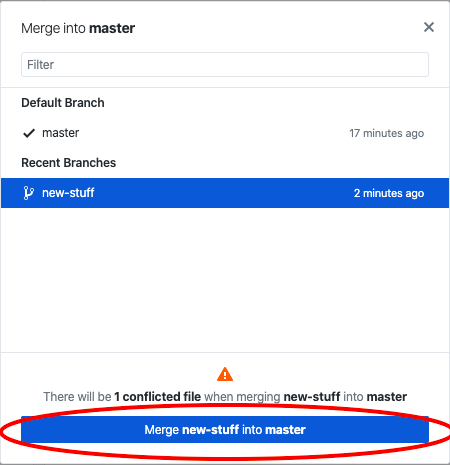 Merge into master
Filter
Default Branch
master 17 minutes ago
Recent Branches
new-stuff 2 minutes ago
There will be 1 conflicted file when merging new-stuff into master
Merge new-stuff into master